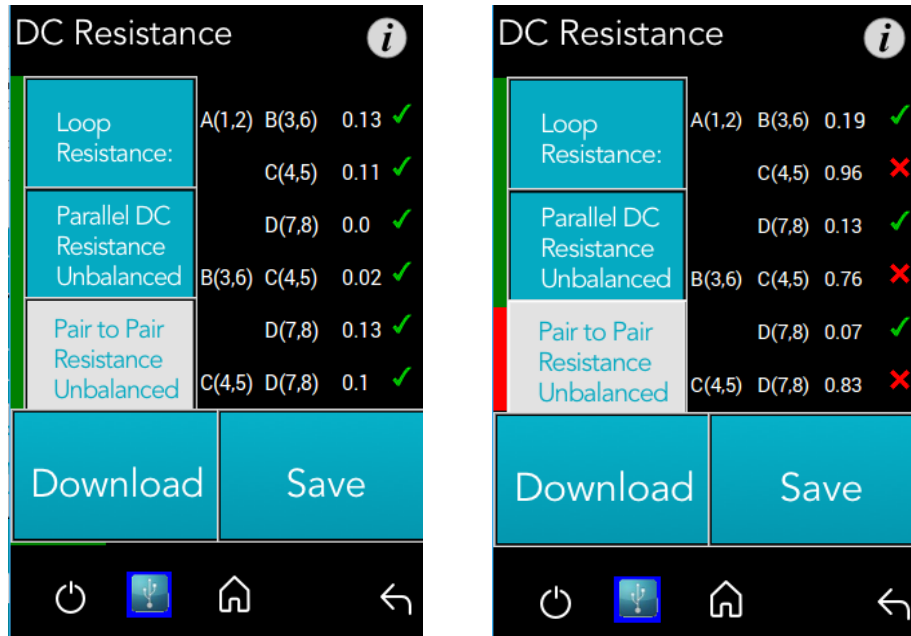 DC Resistance
i
Loop
Resistance:
Parallel DC
Resistance
Unbalanced
Pair to Pair
Resistance
Unbalanced
A(1,2) B(3,6) 0.13 ✓
C(4,5) 0.11 ✓
D(7,8) 0.0 ✓
B(3,6) C(4,5) 0.02 ✓
D(7,8) 0.13 ✓
C(4,5) D(7,8) 0.1 ✓
Download
Save
DC Resistance
i
Loop
Resistance:
Parallel DC
Resistance
Unbalanced
Pair to Pair
Resistance
Unbalanced
A(1,2) B(3,6) 0.19 ✓
C(4,5) 0.96 ✗
D(7,8) 0.13 ✓
B(3,6) C(4,5) 0.76 ✗
D(7,8) 0.07 ✓
C(4,5) D(7,8) 0.83 ✗
Download
Save